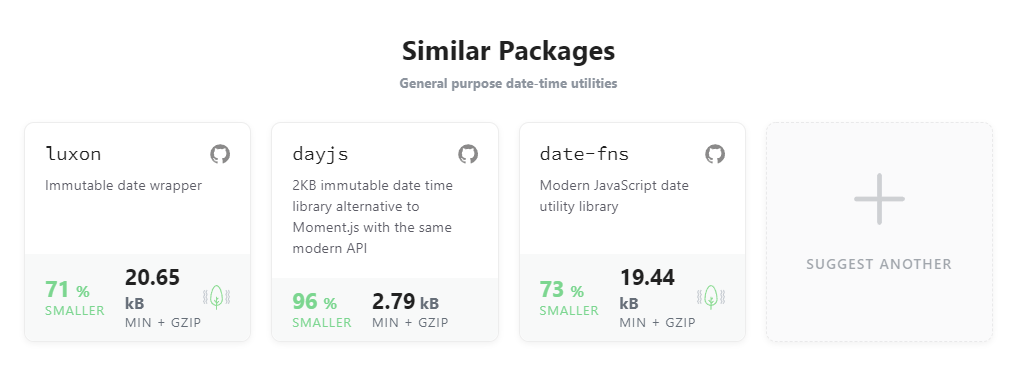 Similar Packages
General purpose date-time utilities
luxon
Immutable date wrapper
71 %
SMALLER
20.65
kB
MIN + GZIP
dayjs
2KB immutable date time
library alternative to
Moment.js with the same
modern API
96 %
SMALLER
2.79 kB
MIN + GZIP
date-fns
Modern JavaScript date
utility library
73 %
SMALLER
19.44
kB
MIN + GZIP
SUGGEST ANOTHER